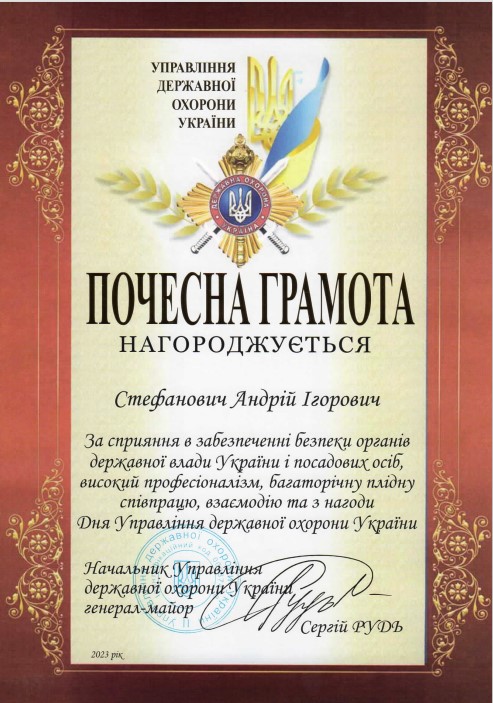 УПРАВЛІННЯ
ДЕРЖАВНОЇ
ОХОРОНИ
УКРАЇНИ
ДЕРЖАВНА ОХОРОНА
УКРАЇНА
ПОЧЕСНА ГРАМОТА
НАГОРОДЖУЄТЬСЯ
Стефанович Андрій Ігорович
За сприяння в забезпеченні безпеки органів
державної влади України і посадових осіб,
високий професіоналізм, багаторічну плідну
співпрацю, взаємодію та з нагоди
Дня Управління державної охорони України
Начальник Управління
державної охорони України
генерал-майор
Сергій РУДЬ
2023 рік